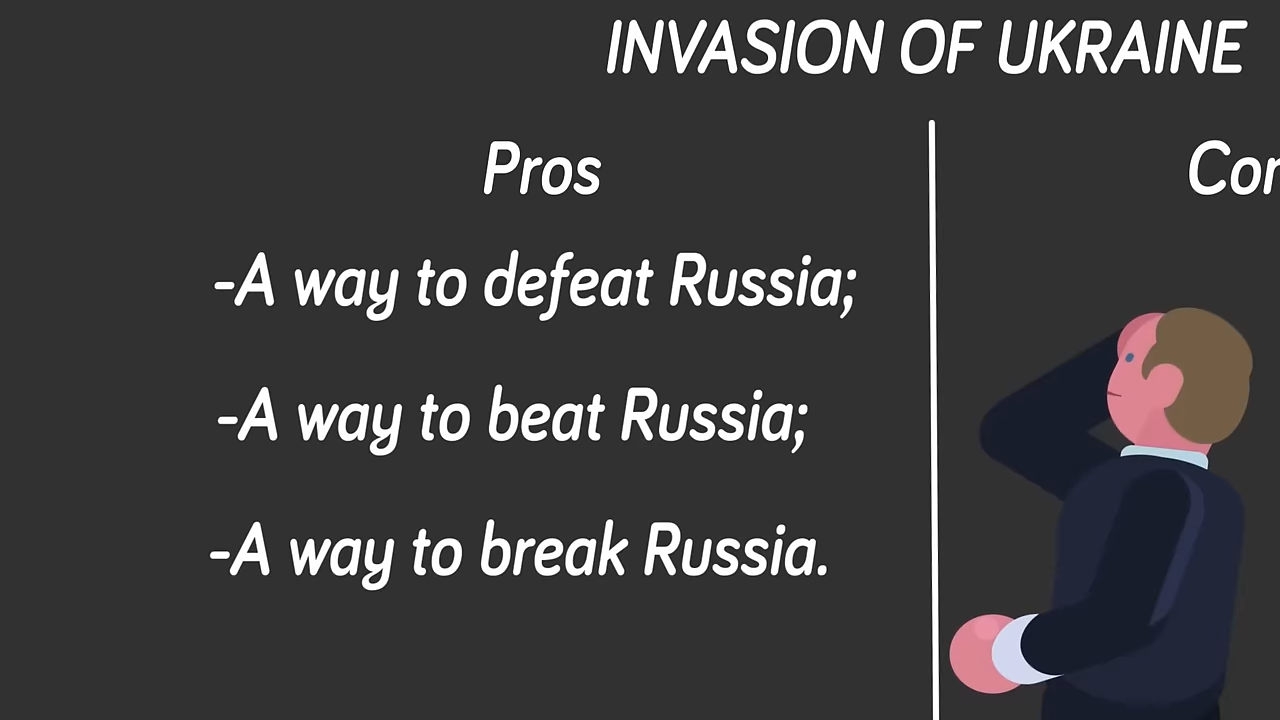 INVASION OF UKRAINE
Pros
-A way to defeat Russia;
-A way to beat Russia;
-A way to break Russia.